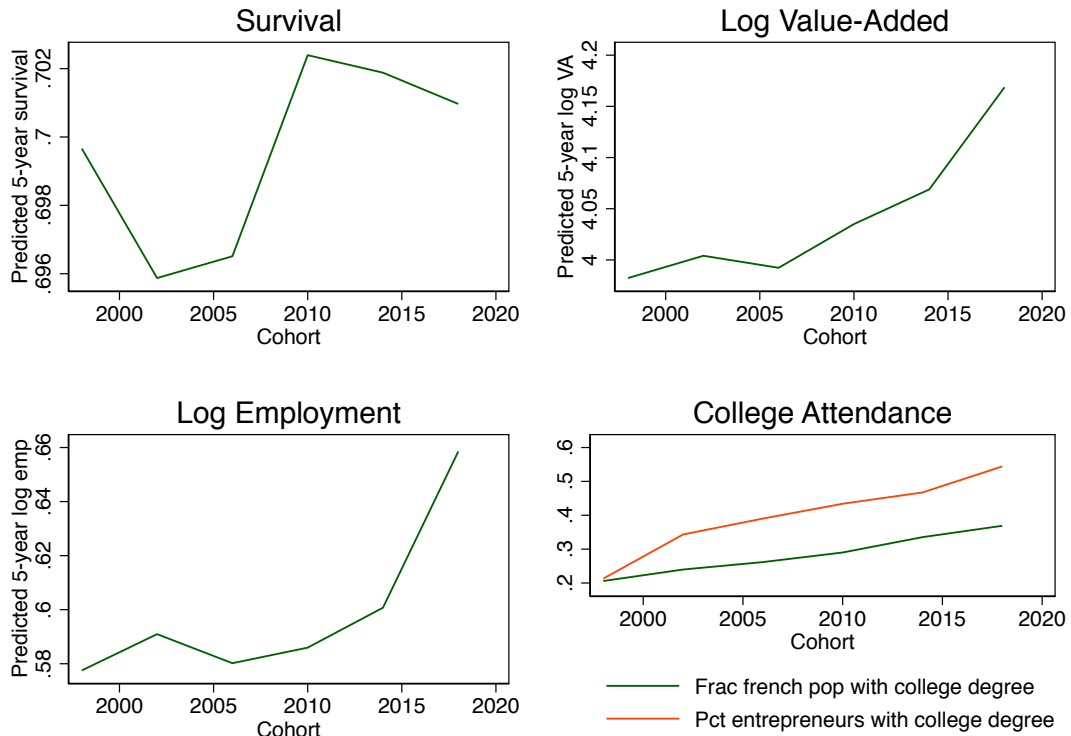 Survival
Predicted 5-year survival
.702
.7
.698
.696
2000 2005 2010 2015 2020
Cohort
Log Value-Added
Predicted 5-year log VA
4.2
4.15
4.1
4.05
4
2000 2005 2010 2015 2020
Cohort
Log Employment
Predicted 5-year log emp
.66
.64
.62
.6
.58
2000 2005 2010 2015 2020
Cohort
College Attendance
.6
.5
.4
.3
.2
2000 2005 2010 2015 2020
Cohort
Frac french pop with college degree
Pct entrepreneurs with college degree